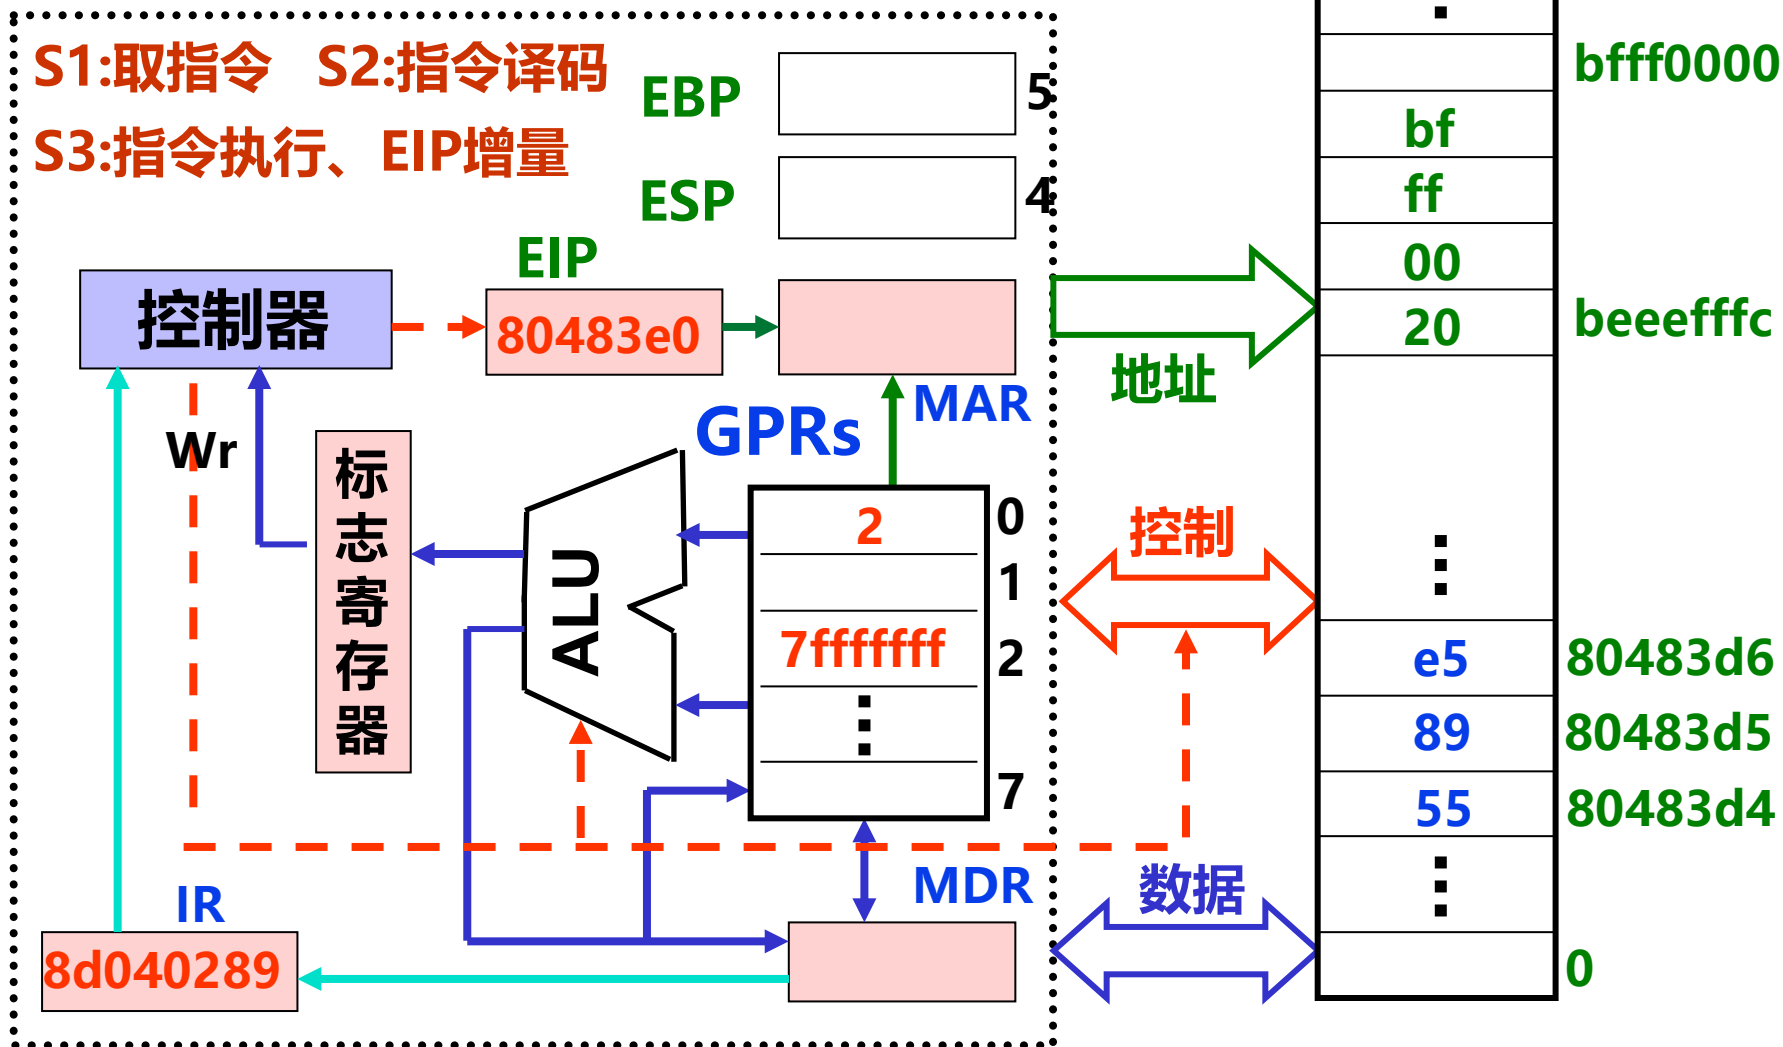 S1:取指令 S2:指令译码
S3:指令执行、EIP增量
EBP
5
ESP
4
EIP
控制器
80483e0
MAR
GPRs
Wr
标志寄存器
ALU
2
0
1
7fffffff
2
7
IR
8d040289
MDR
地址
控制
数据
bfff0000
bf
ff
00
20
beeefffc
e5
80483d6
89
80483d5
55
80483d4
0